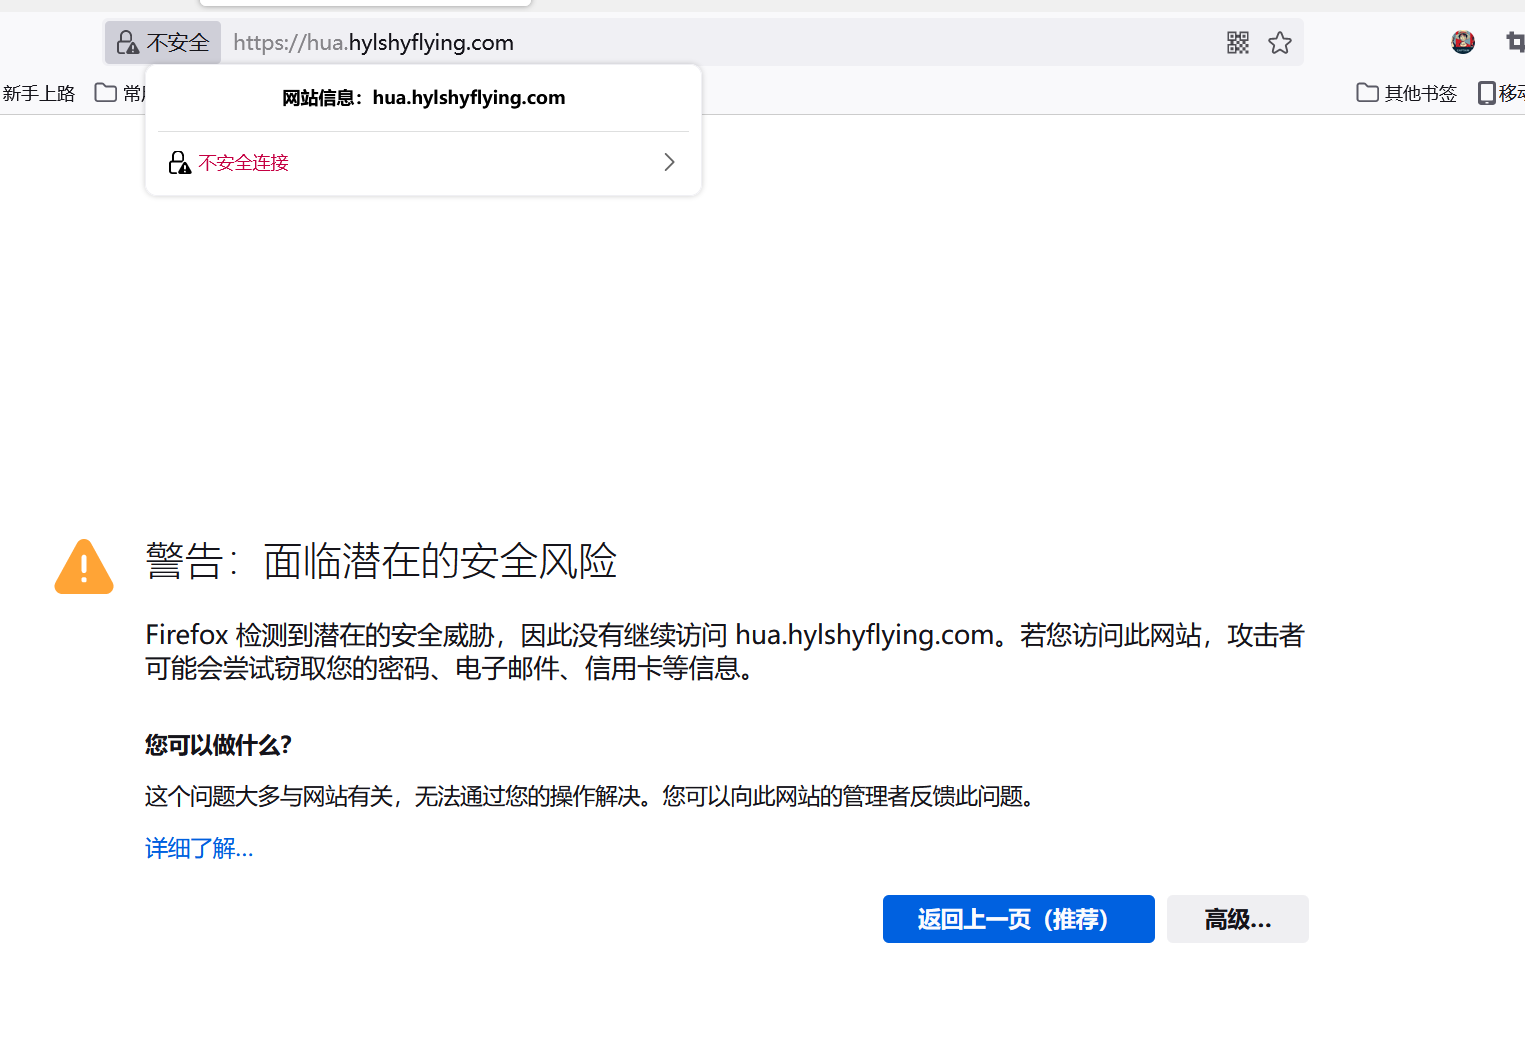 不安全 https://hua.hylshyflying.com
新手上路 常 其他书签
网站信息：hua.hylshyflying.com
不安全连接
警告：面临潜在的安全风险
Firefox 检测到潜在的安全威胁，因此没有继续访问 hua.hylshyflying.com。若您访问此网站，攻击者
可能会尝试窃取您的密码、电子邮件、信用卡等信息。
您可以做什么？
这个问题大多与网站有关，无法通过您的操作解决。您可以向此网站的管理者反馈此问题。
详细了解...
返回上一页（推荐） 高级...